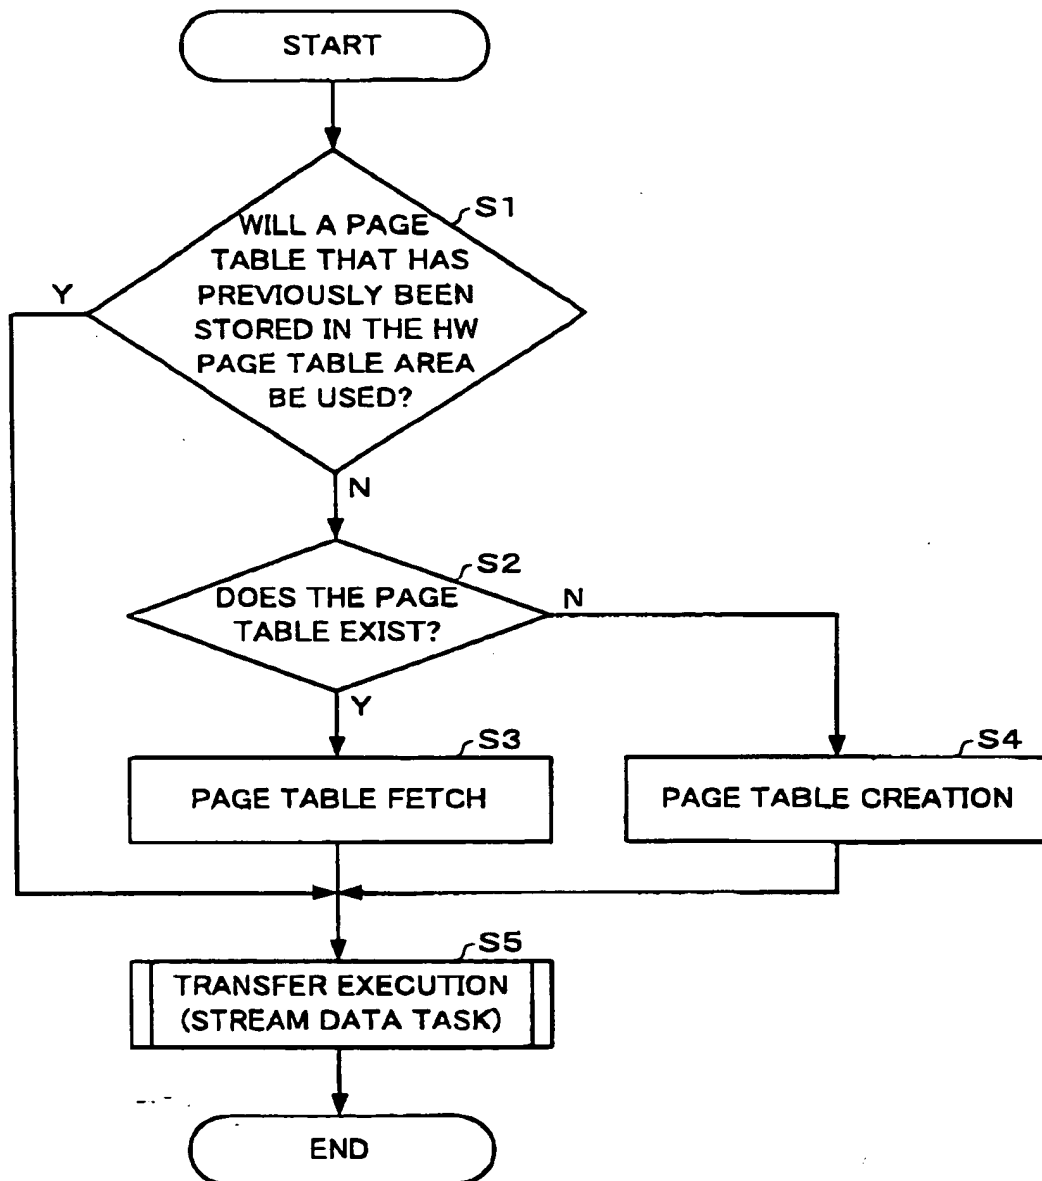 START
S1
WILL A PAGE
TABLE THAT HAS
PREVIOUSLY BEEN
STORED IN THE HW
PAGE TABLE AREA
BE USED?
Y
N
S2
DOES THE PAGE
TABLE EXIST?
N
Y
S3
PAGE TABLE FETCH
S4
PAGE TABLE CREATION
S5
TRANSFER EXECUTION
(STREAM DATA TASK)
END